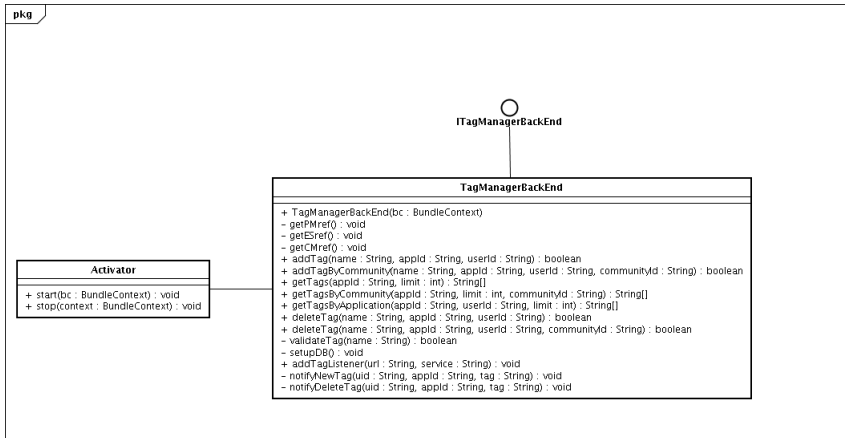 pkg
ITagManagerBackEnd
TagManagerBackEnd
+ TagManagerBackEnd(bc : BundleContext)
- getPMref() : void
- getESref() : void
- getCMref() : void
+ addTag(name : String, appId : String, userId : String) : boolean
+ addTagByCommunity(name : String, appId : String, userId : String, communityId : String) : boolean
+ getTags(appId : String, limit : int) : String[]
+ getTagsByCommunity(appId : String, limit : int, communityId : String) : String[]
+ getTagsByApplication(appId : String, userId : String, limit : int) : String[]
+ deleteTag(name : String, appId : String, userId : String) : boolean
+ deleteTag(name : String, appId : String, userId : String, communityId : String) : boolean
- validateTag(name : String) : boolean
- setupDB() : void
+ addTagListener(url : String, service : String) : void
- notifyNewTag(uid : String, appId : String, tag : String) : void
- notifyDeleteTag(uid : String, appId : String, tag : String) : void
Activator
+ start(bc : BundleContext) : void
+ stop(context : BundleContext) : void